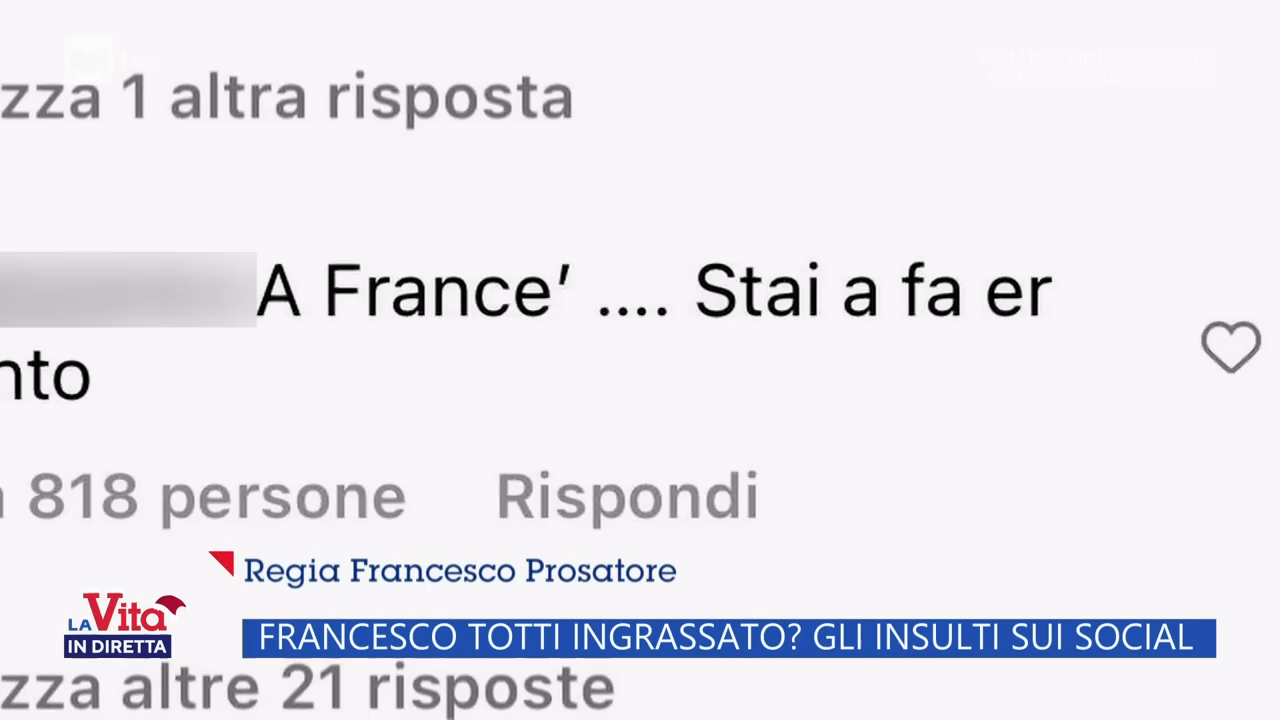 zza 1 altra risposta
A France’ .... Stai a fa er
nto
818 persone Rispondi
Regia Francesco Prosatore
LA Vita
IN DIRETTA
FRANCESCO TOTTI INGRASSATO? GLI INSULTI SUI SOCIAL
zza altre 21 risposte